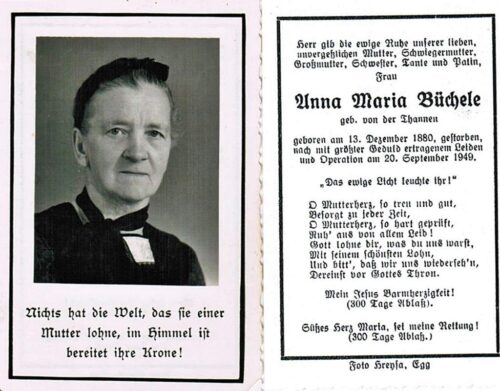 Nichts hat die Welt, das sie einer
Mutter lohne, im Himmel ist
bereitet ihre Krone!
Herr gib die ewige Ruhe unserer lieben,
unvergeßlichen Mutter, Schwiegermutter,
Großmutter, Schwester, Tante und Patin,
Frau
Anna Maria Büchele
geb. von der Thannen
geboren am 13. Dezember 1880, gestorben,
nach mit größter Geduld ertragenem Leiden
und Operation am 20. September 1949.
„Das ewige Licht leuchte ihr!“
O Mutterherz, so treu und gut,
Besorgt zu jeder Zeit,
O Mutterherz, so hart geprüft,
Ruh' aus von allem Leid!
Gott lohne dir, was du uns warst,
Mit seinem schönsten Lohn,
Und bitt', daß wir uns wiederseh'n,
Dereinst vor Gottes Thron.
Mein Jesus Barmherzigkeit!
(300 Tage Ablaß.)
Süßes Herz Maria, sei meine Rettung!
(300 Tage Ablaß.)
Foto Hreysa, Egg